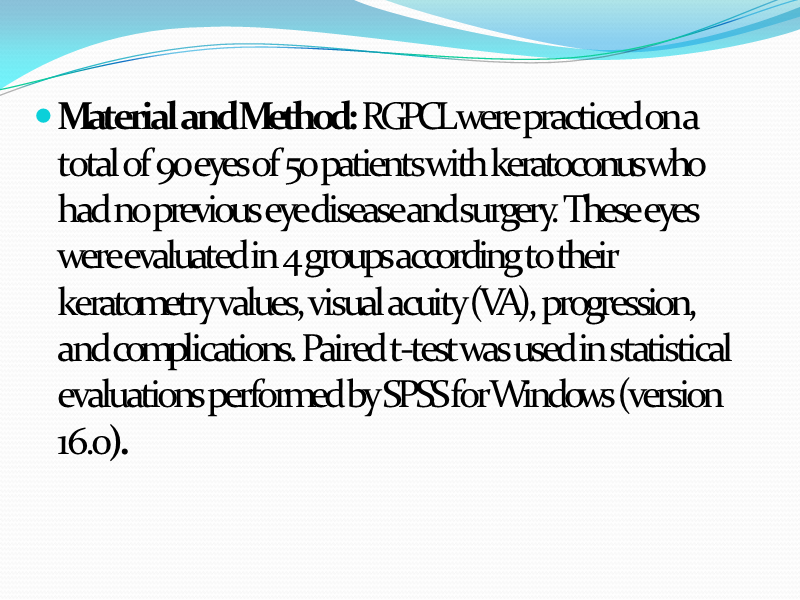 Material and Method: RGPCL were practiced on a
total of 90 eyes of 50 patients with keratoconus who
had no previous eye disease and surgery. These eyes
were evaluated in 4 groups according to their
keratometry values, visual acuity (VA), progression,
and complications. Paired t-test was used in statistical
evaluations performed by SPSS for Windows (version
16.0).